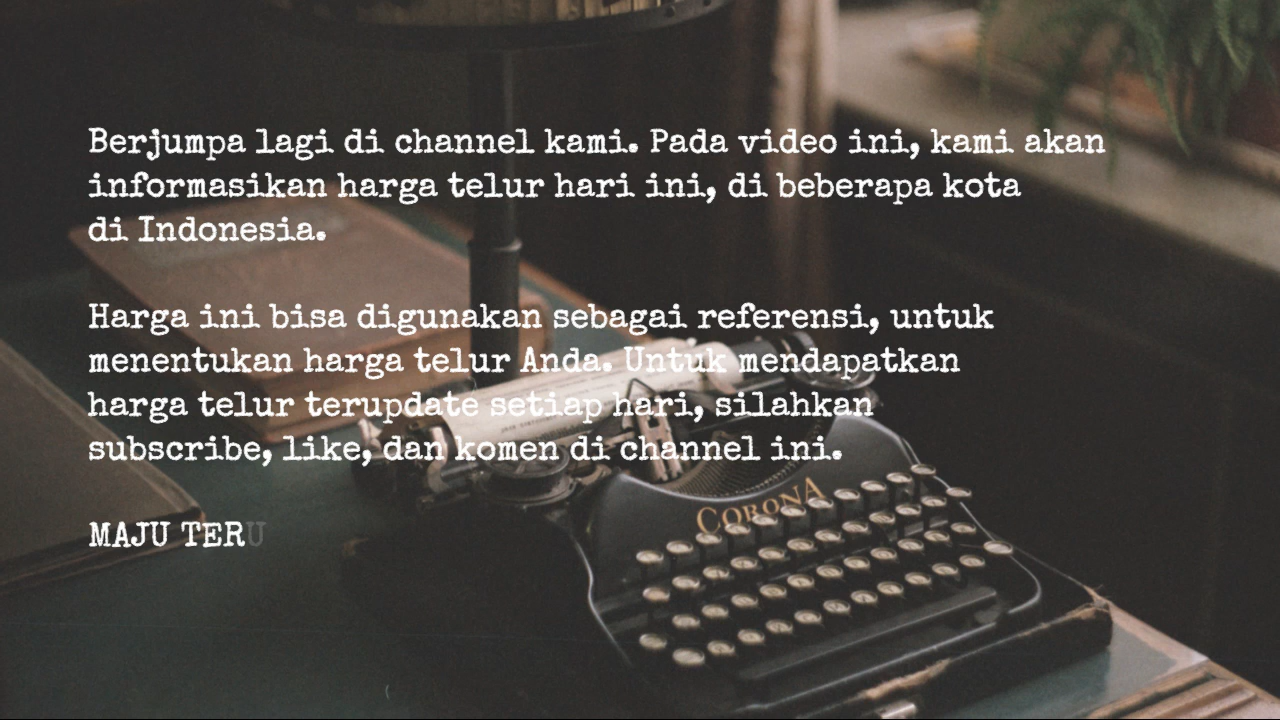 Berjumpa lagi di channel kami. Pada video ini, kami akan
informasikan harga telur hari ini, di beberapa kota
di Indonesia.
Harga ini bisa digunakan sebagai referensi, untuk
menentukan harga telur Anda. Untuk mendapatkan
harga telur terupdate setiap hari, silahkan
subscribe, like, dan komen di channel ini.
MAJU TERU
CORONA